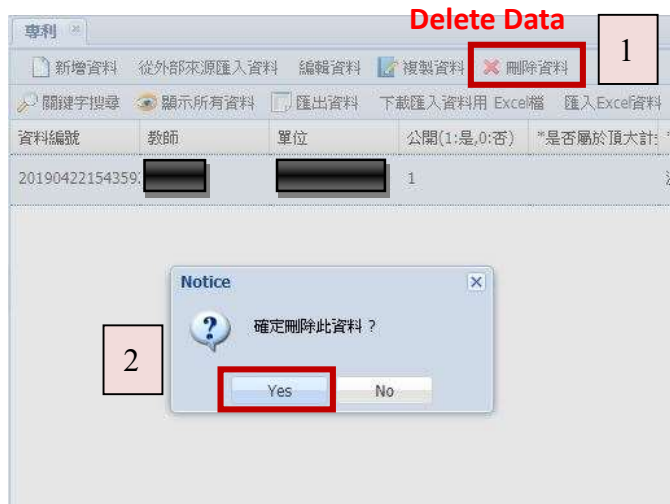 Delete Data
專利
1
新增資料 從外部來源匯入資料 編輯資料 複製資料 刪除資料
關鍵字搜尋 顯示所有資料 匯出資料 下載匯入資料用 Excel檔 匯入Excel資料
資料編號 教師 單位 公開(1:是,0:否) *是否屬於頂大計
20190422154359 1
Notice
確定刪除此資料 ?
2
Yes No